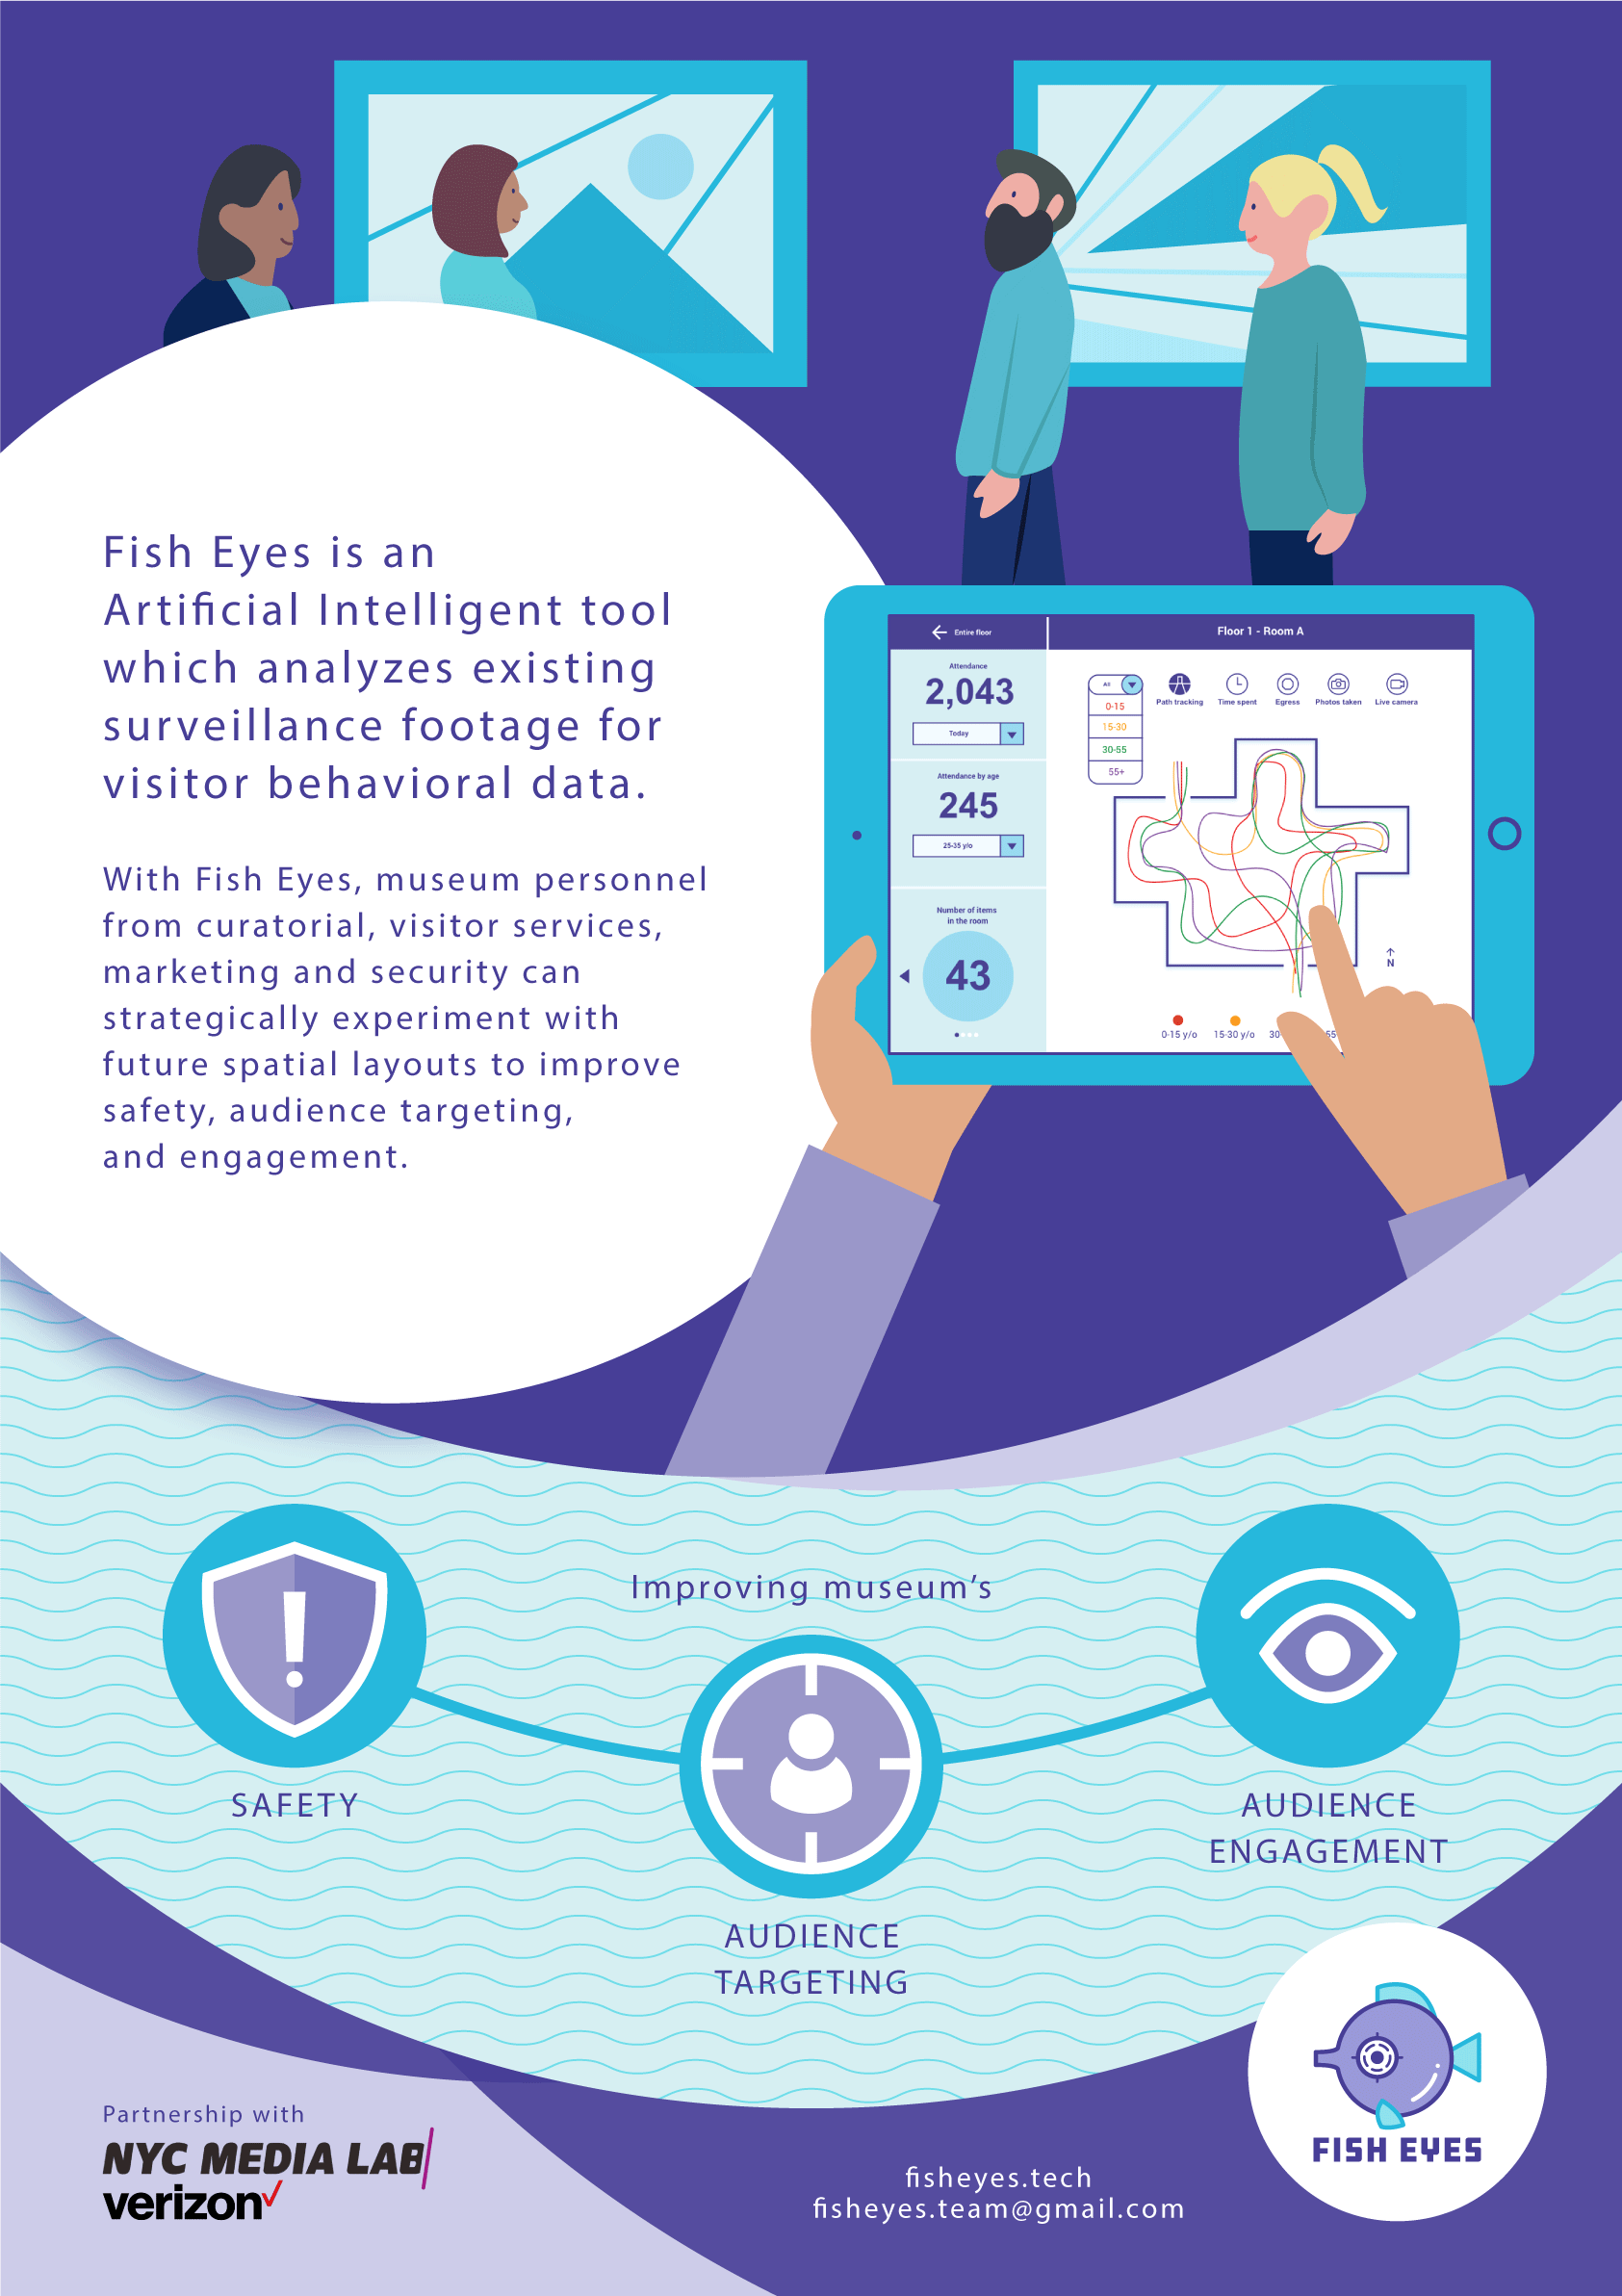 Fish Eyes is an
Artificial Intelligent tool
which analyzes existing
surveillance footage for
visitor behavioral data.
With Fish Eyes, museum personnel
from curatorial, visitor services,
marketing and security can
strategically experiment with
future spatial layouts to improve
safety, audience targeting,
and engagement.
Entire floor
Floor 1 - Room A
Attendance
2,043
Today
Attendance by age
245
25-35 y/o
Number of items
in the room
43
All
0-15
15-30
30-55
55+
Path tracking
Time spent
Egress
Photos taken
Live camera
N
0-15 y/o
15-30 y/o
30
55
Improving museum's
SAFETY
AUDIENCE
TARGETING
AUDIENCE
ENGAGEMENT
Partnership with
NYC MEDIA LAB
verizon
fisheyes.tech
fisheyes.team@gmail.com
FISH EYES